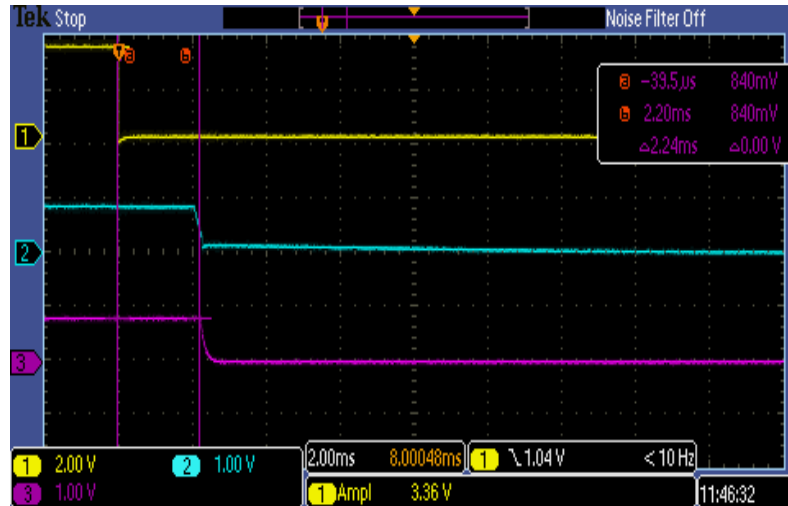 Tek Stop
Noise Filter Off
a b
a -39.5µs 840mV
b 2.20ms 840mV
△2.24ms △0.00 V
1
2
3
1 2.00 V 2 1.00 V
3 1.00 V
2.00ms 8.00048ms
1 \ 1.04 V < 10 Hz
1 Ampl 3.36 V
11:46:32